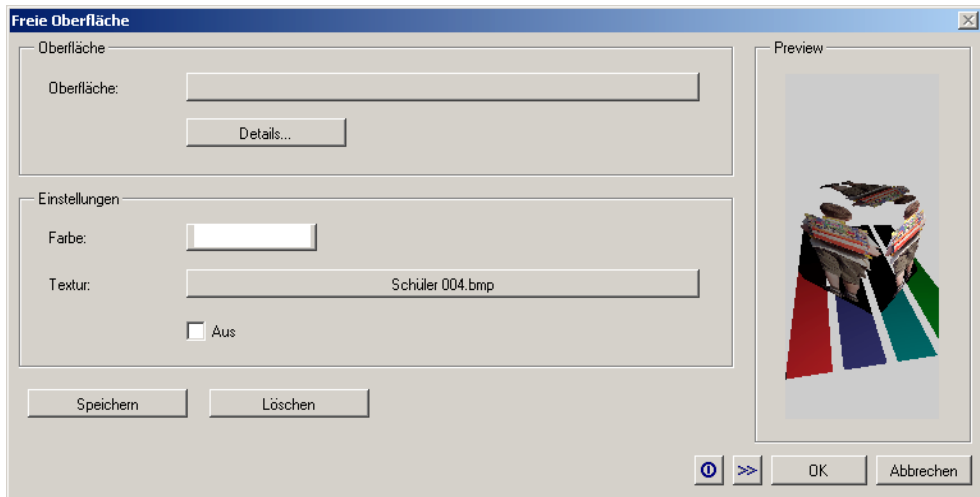 Freie Oberfläche
Oberfläche
Oberfläche:
Details...
Einstellungen
Farbe:
Textur:
Schüler 004.bmp
Aus
Speichern
Löschen
Preview
>>
OK
Abbrechen